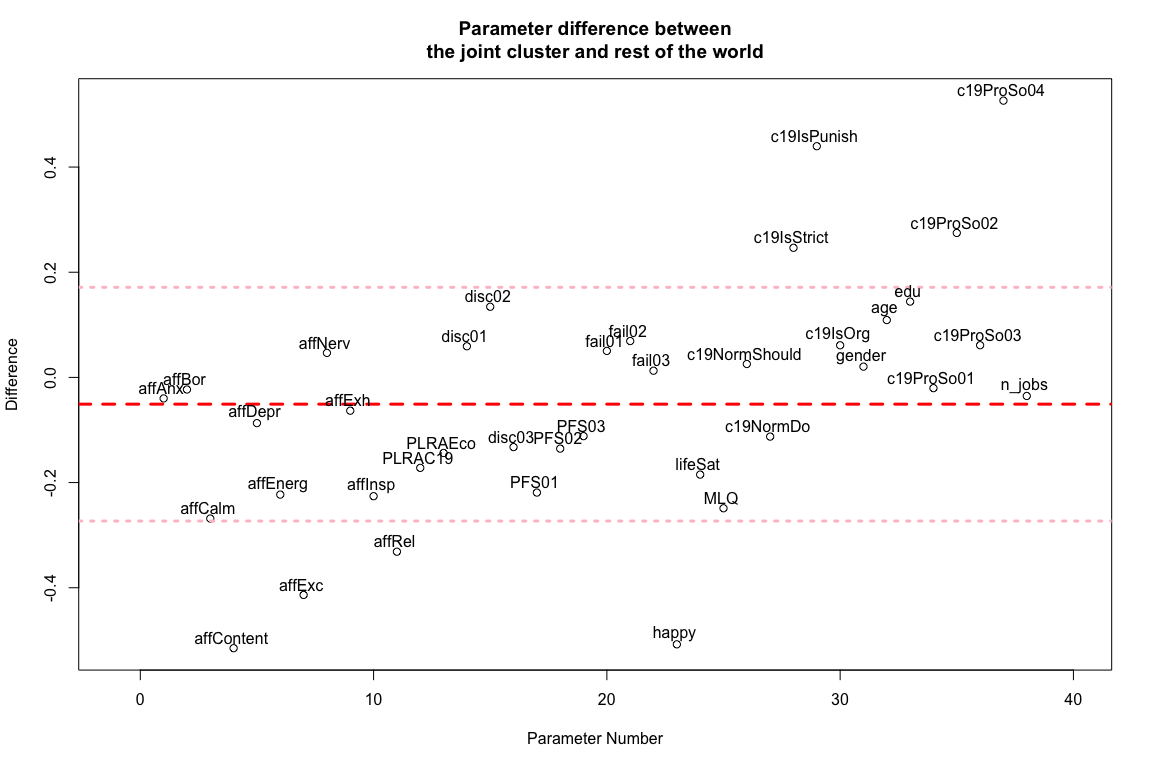 Parameter difference between
the joint cluster and rest of the world
c19ProSo04
c19IsPunish
0.4
c19ProSo02
c19IsStrict
0.2
edu
disc02
age
fail02
c19IsOrg
c19ProSo03
disc01
fail01
affNerv
c19NormShould
gender
fail03
Difference
0.0
affBor
affAnx
c19ProSo01
n_jobs
affExh
affDepr
c19NormDo
PFS03
disc03
PFS02
PLRAEco
PLRAC19
lifeSat
-0.2
affEnerg
affInsp
PFS01
MLQ
affCalm
affRel
-0.4
affExc
happy
affContent
0
10
20
30
40
Parameter Number